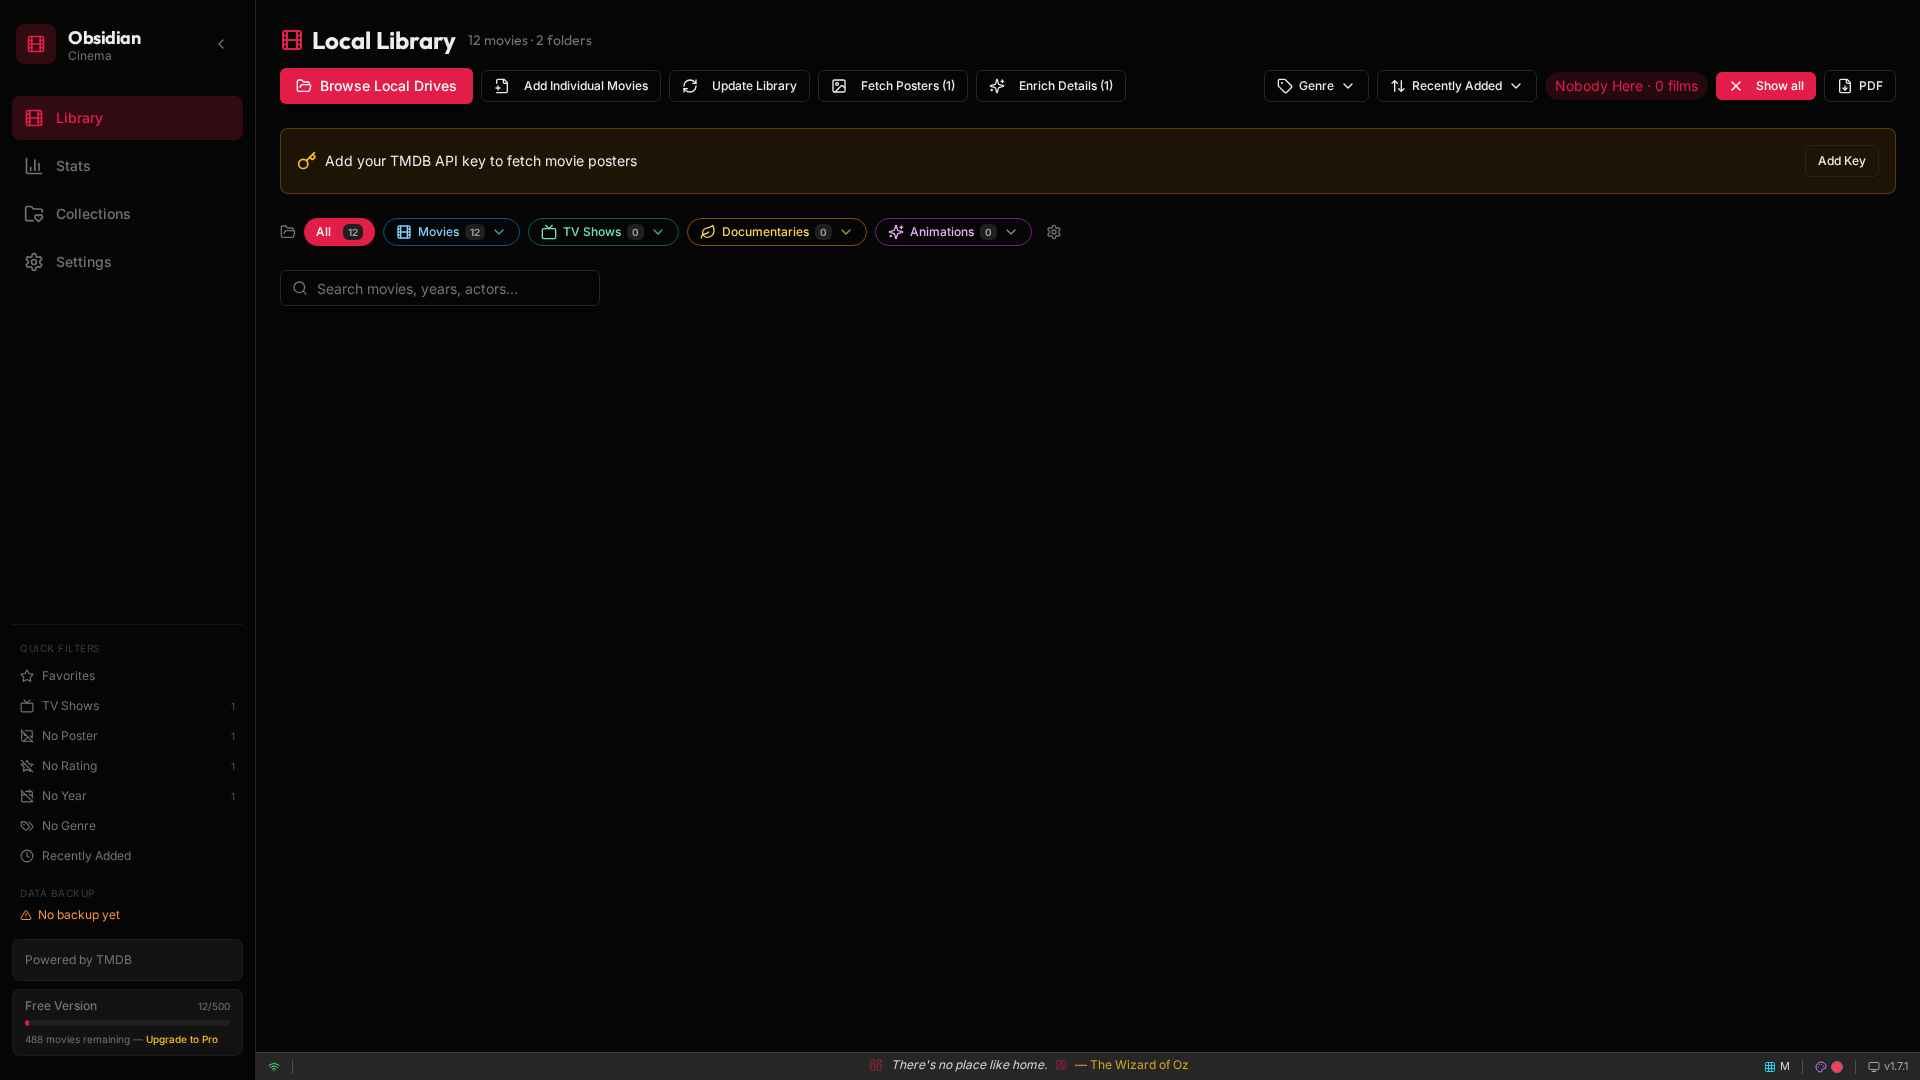 Obsidian
Cinema
Library
Stats
Collections
Settings
QUICK FILTERS
Favorites
TV Shows 1
No Poster 1
No Rating 1
No Year 1
No Genre
Recently Added
DATA BACKUP
No backup yet
Powered by TMDB
Free Version 12/500
488 movies remaining — Upgrade to Pro
Local Library 12 movies · 2 folders
Browse Local Drives Add Individual Movies Update Library Fetch Posters (1) Enrich Details (1) Genre Recently Added Nobody Here · 0 films Show all PDF
Add your TMDB API key to fetch movie posters Add Key
All 12 Movies 12 TV Shows 0 Documentaries 0 Animations 0
Search movies, years, actors...
There's no place like home. — The Wizard of Oz M v1.7.1